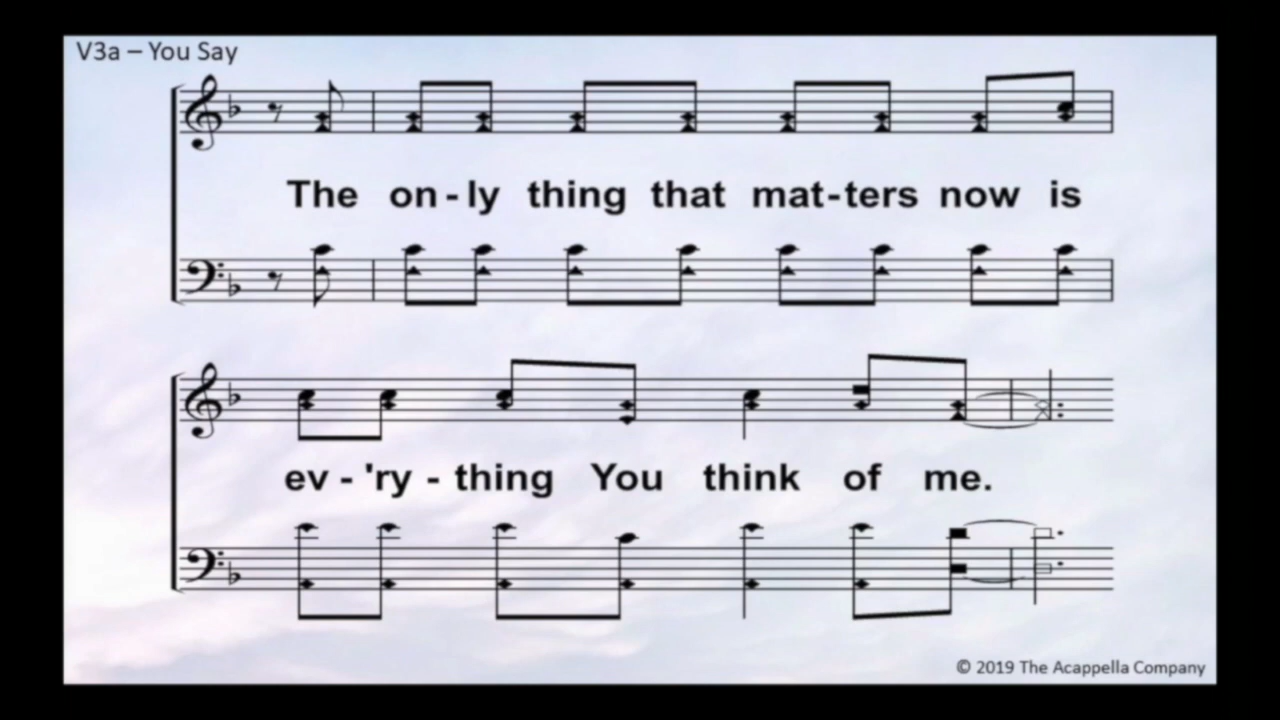 V3a – You Say
The on-ly thing that mat-ters now is
ev - 'ry - thing You think of me.
© 2019 The Acappella Company